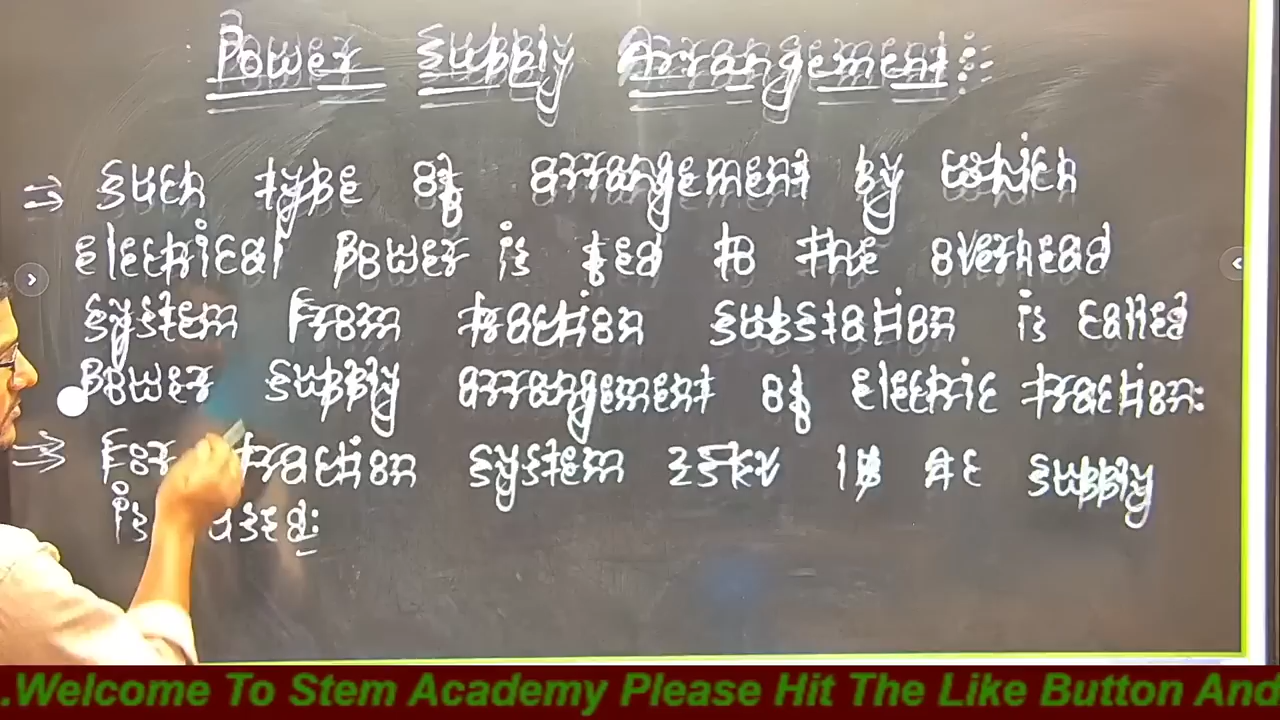 Power Supply Arrangement:-
⇒ Such type of arrangement by which
electrical Power is fed to the overhead
system From traction substation is called
Power supply arrangement of electric traction.
⇒ For traction system 25kv 1φ AC supply
is used.
.Welcome To Stem Academy Please Hit The Like Button And